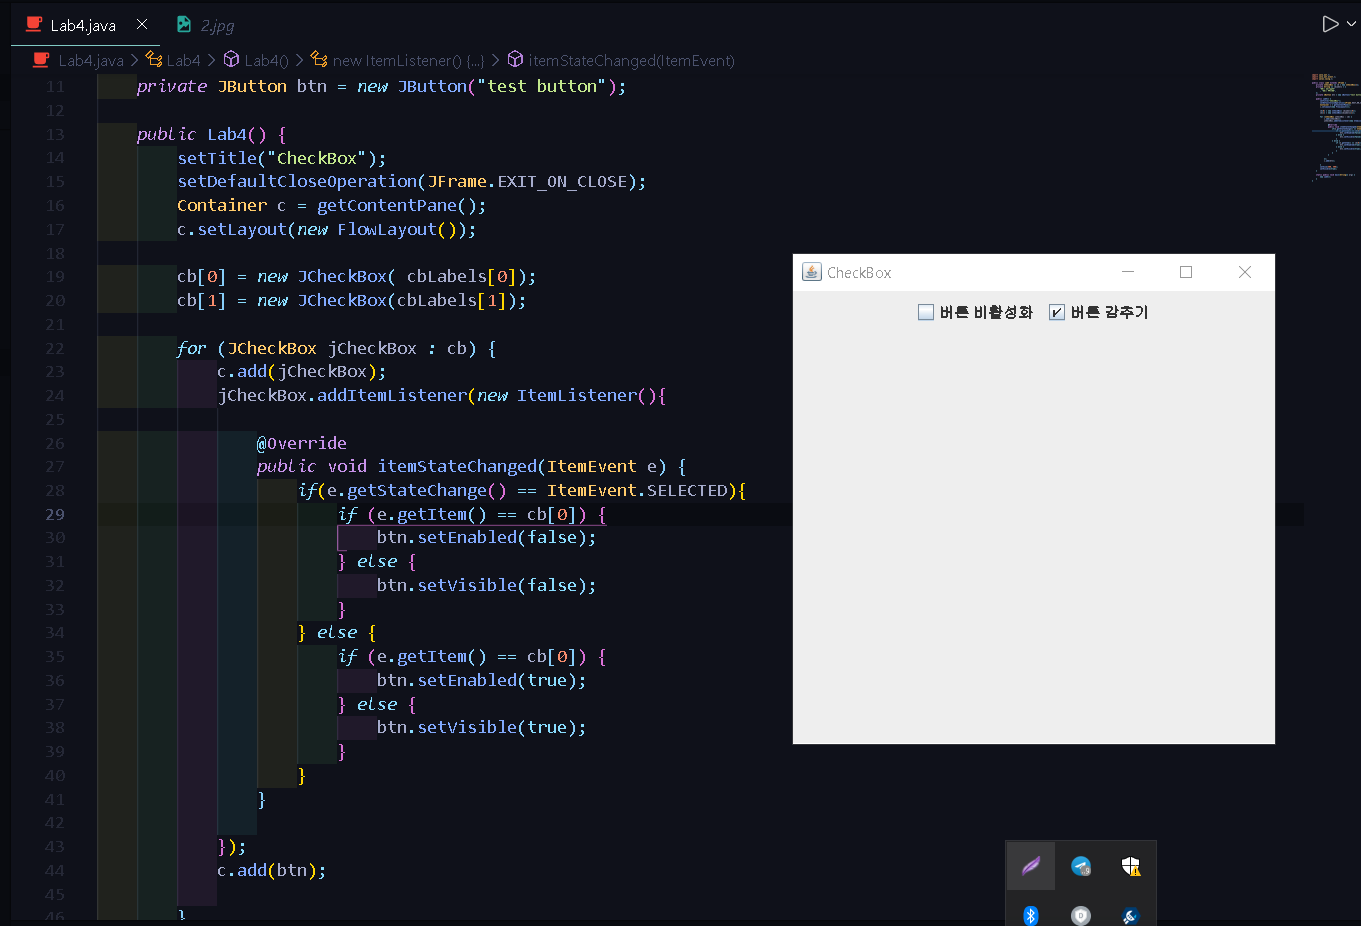 Lab4.java
2.jpg
Lab4.java > Lab4 > Lab4() > new ItemListener() {...} > itemStateChanged(ItemEvent)
11 private JButton btn = new JButton("test button");
12
13 public Lab4() {
14 setTitle("CheckBox");
15 setDefaultCloseOperation(JFrame.EXIT_ON_CLOSE);
16 Container c = getContentPane();
17 c.setLayout(new FlowLayout());
18
19 cb[0] = new JCheckBox( cbLabels[0]);
20 cb[1] = new JCheckBox(cbLabels[1]);
21
22 for (JCheckBox jCheckBox : cb) {
23 c.add(jCheckBox);
24 jCheckBox.addItemListener(new ItemListener(){
25
26 @Override
27 public void itemStateChanged(ItemEvent e) {
28 if(e.getStateChange() == ItemEvent.SELECTED){
29 if (e.getItem() == cb[0]) {
30 btn.setEnabled(false);
31 } else {
32 btn.setVisible(false);
33 }
34 } else {
35 if (e.getItem() == cb[0]) {
36 btn.setEnabled(true);
37 } else {
38 btn.setVisible(true);
39 }
40 }
41 }
42
43 });
44 c.add(btn);
45
46 }
CheckBox
버튼 비활성화 버튼 감추기